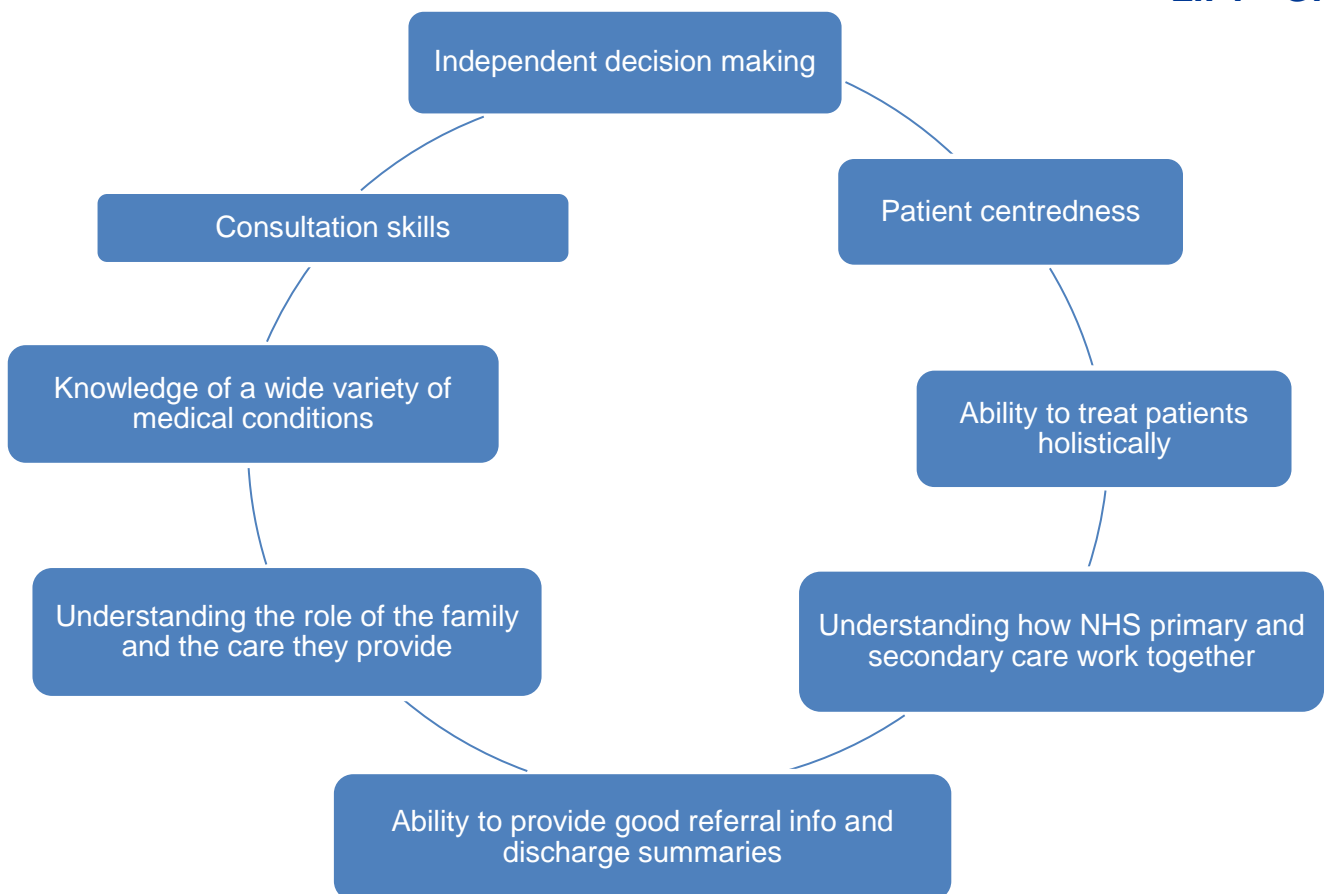 Independent decision making
Patient centredness
Ability to treat patients
holistically
Understanding how NHS primary and
secondary care work together
Ability to provide good referral info and
discharge summaries
Understanding the role of the family
and the care they provide
Knowledge of a wide variety of
medical conditions
Consultation skills